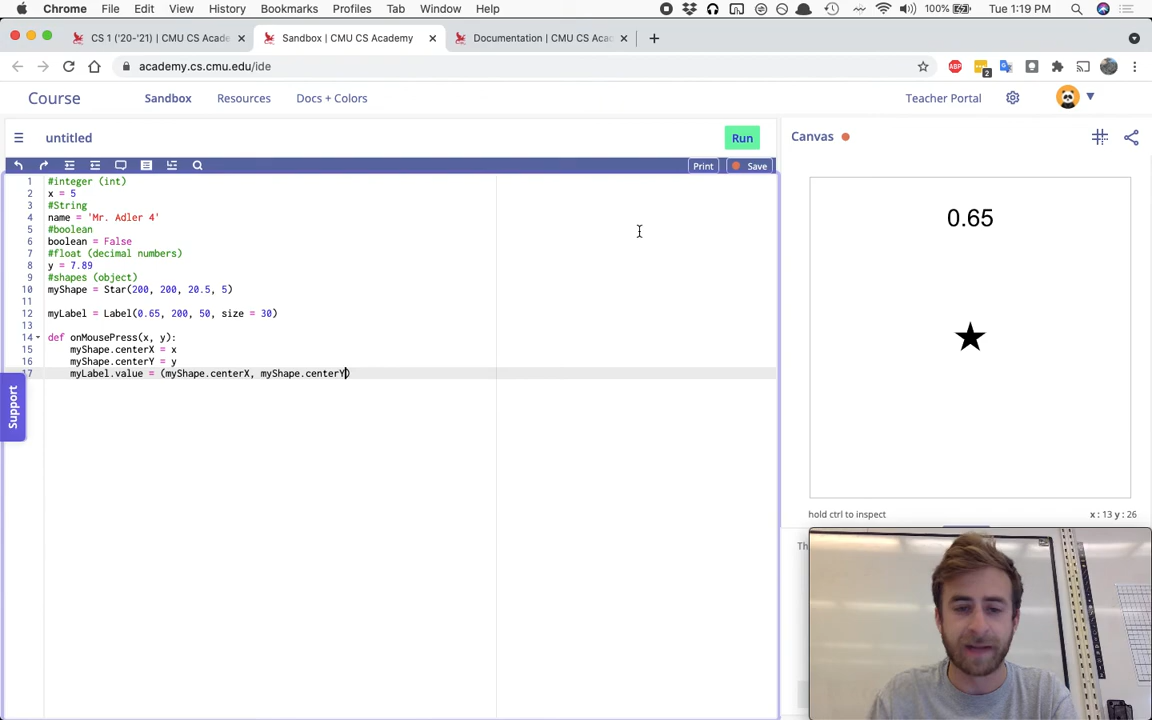 Chrome File Edit View History Bookmarks Profiles Tab Window Help 100% Tue 1:19 PM
CS 1 ('20-'21) | CMU CS Acade Sandbox | CMU CS Academy Documentation | CMU CS Aca
academy.cs.cmu.edu/ide ABP 2
Course Sandbox Resources Docs + Colors Teacher Portal
untitled Run Canvas
Print Save
1 #integer (int)
2 x = 5
3 #String
4 name = 'Mr. Adler 4'
5 #boolean
6 boolean = False
7 #float (decimal numbers)
8 y = 7.89
9 #shapes (object)
10 myShape = Star(200, 200, 20.5, 5)
11
12 myLabel = Label(0.65, 200, 50, size = 30)
13
14 def onMousePress(x, y):
15 myShape.centerX = x
16 myShape.centerY = y
17 myLabel.value = (myShape.centerX, myShape.centerY)
Support
0.65
hold ctrl to inspect x : 13 y : 26
Th